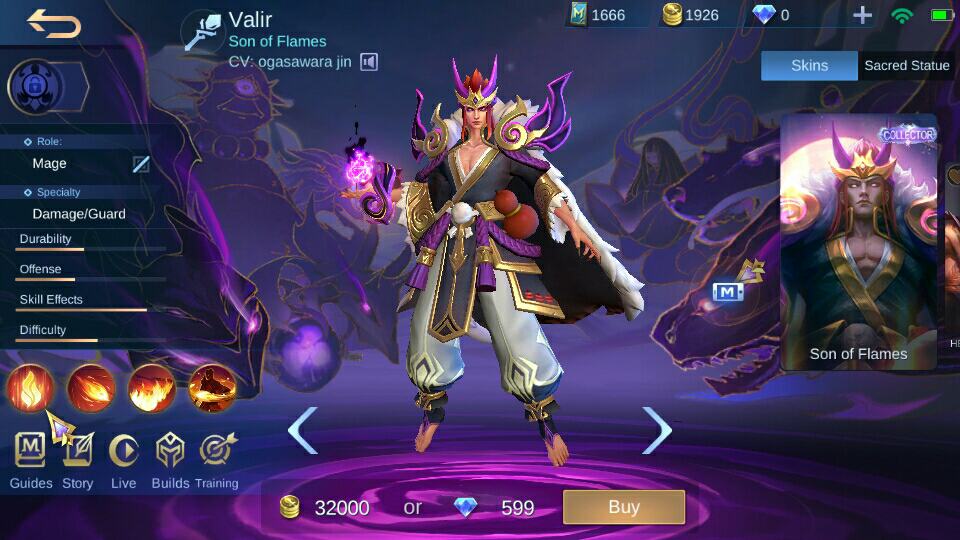 Valir
Son of Flames
CV: ogasawara jin
M 1666
1926
0
Skins
Sacred Statue
Role:
Mage
Specialty
Damage/Guard
Durability
Offense
Skill Effects
Difficulty
COLLECTOR
M
Son of Flames
HE
M
Guides
Story
Live
Builds
Training
32000 or 599
Buy